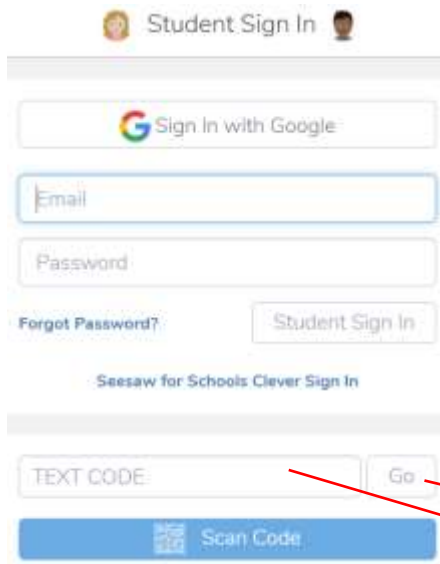 Student Sign In
Sign In with Google
Email
Password
Forgot Password? Student Sign In
Seesaw for Schools Clever Sign In
TEXT CODE Go
Scan Code